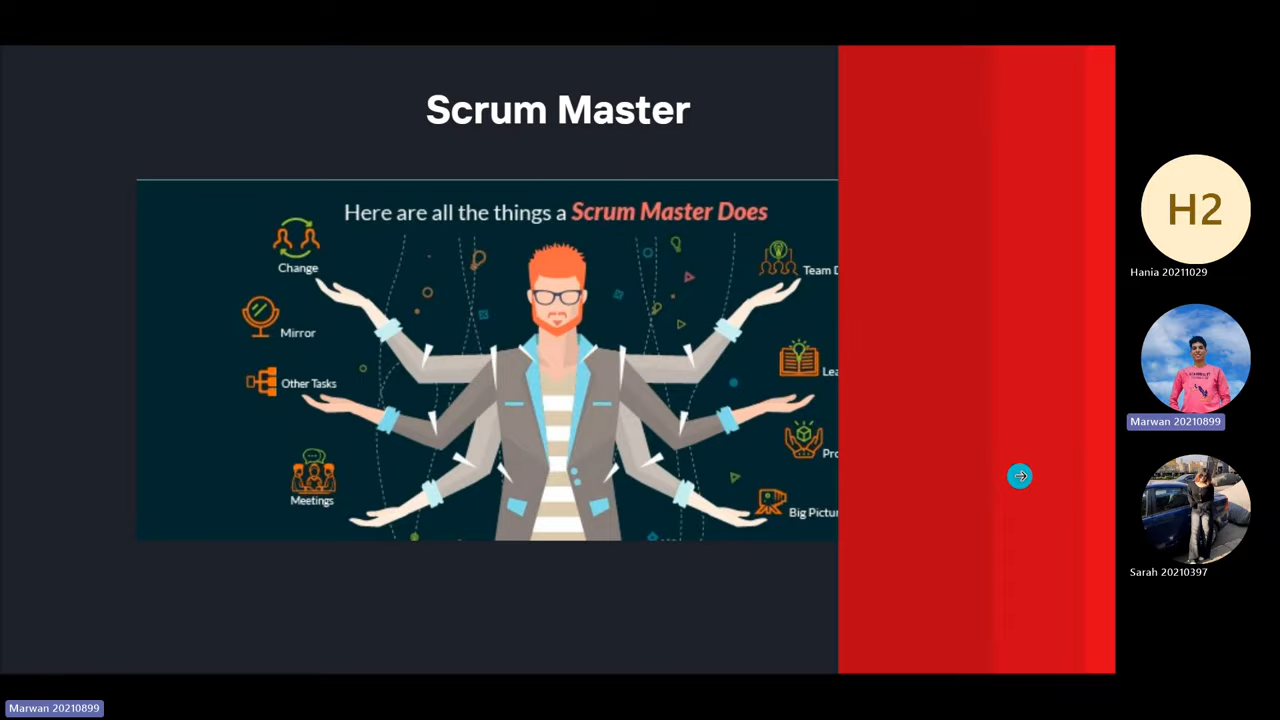 Scrum Master
Here are all the things a Scrum Master Does
Change
Team
Mirror
Other Tasks
Meetings
Big
H2
Hania 20211029
Marwan 20210899
Sarah 20210397
Marwan 20210899